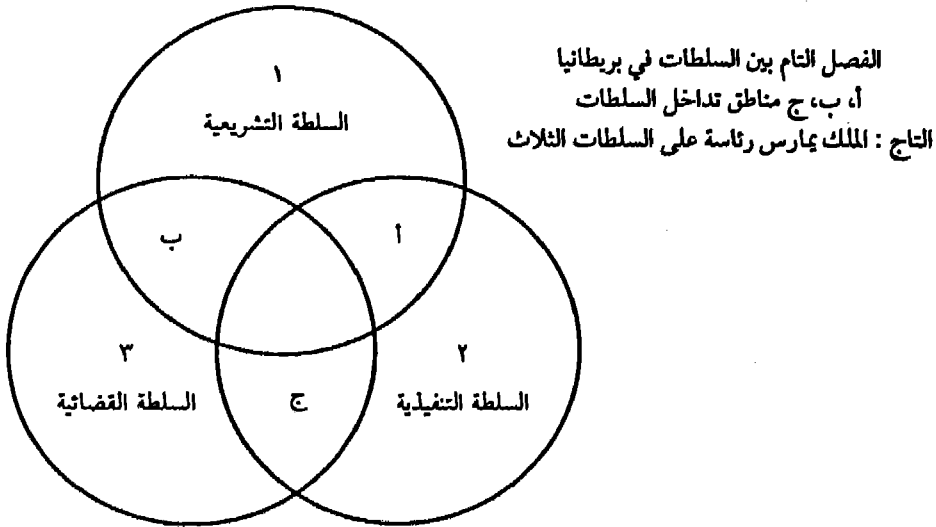 الفصل التام بين السلطات في بريطانيا
أ، ب، ج مناطق تداخل السلطات
التاج : الملك يمارس رئاسة على السلطات الثلاث
١
السلطة التشريعية
أ
ب
٢
السلطة التنفيذية
٣
السلطة القضائية
ج